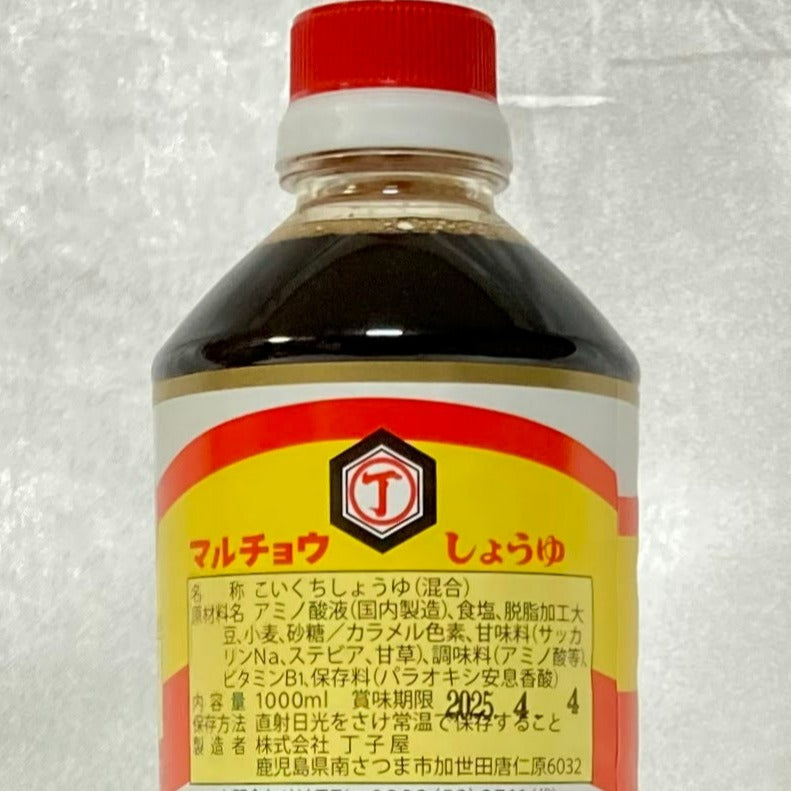 丁
マルチョウ しょうゆ
名 称 こいくちしょうゆ(混合)
原材料名 アミノ酸液(国内製造)、食塩、脱脂加工大
豆、小麦、砂糖/カラメル色素、甘味料(サッカ
リンNa、ステビア、甘草)、調味料(アミノ酸等)、
ビタミンB1、保存料(パラオキシ安息香酸)
内容量 1000ml 賞味期限 2025. 4. 4
保存方法 直射日光をさけ常温で保存すること
製造者 株式会社 丁子屋
鹿児島県南さつま市加世田唐仁原6032